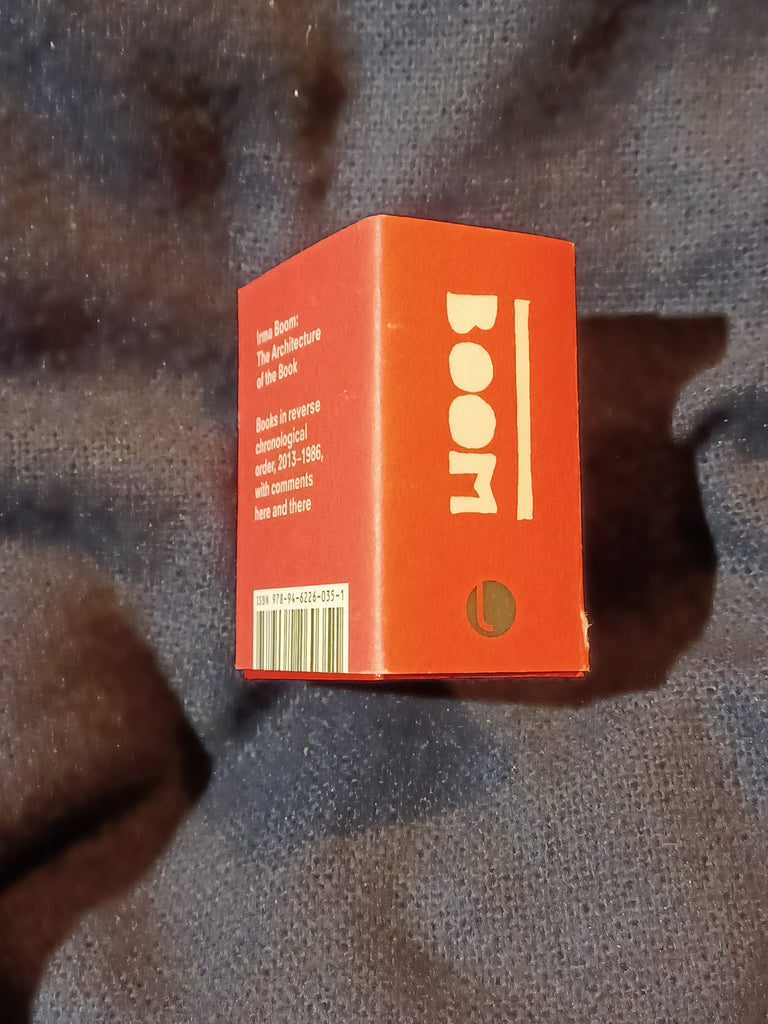 Irma Boom:
The Architecture
of the Book
Books in reverse
chronological
order, 2013–1986,
with comments
here and there
ISBN 978-94-6226-035-1
BOOM